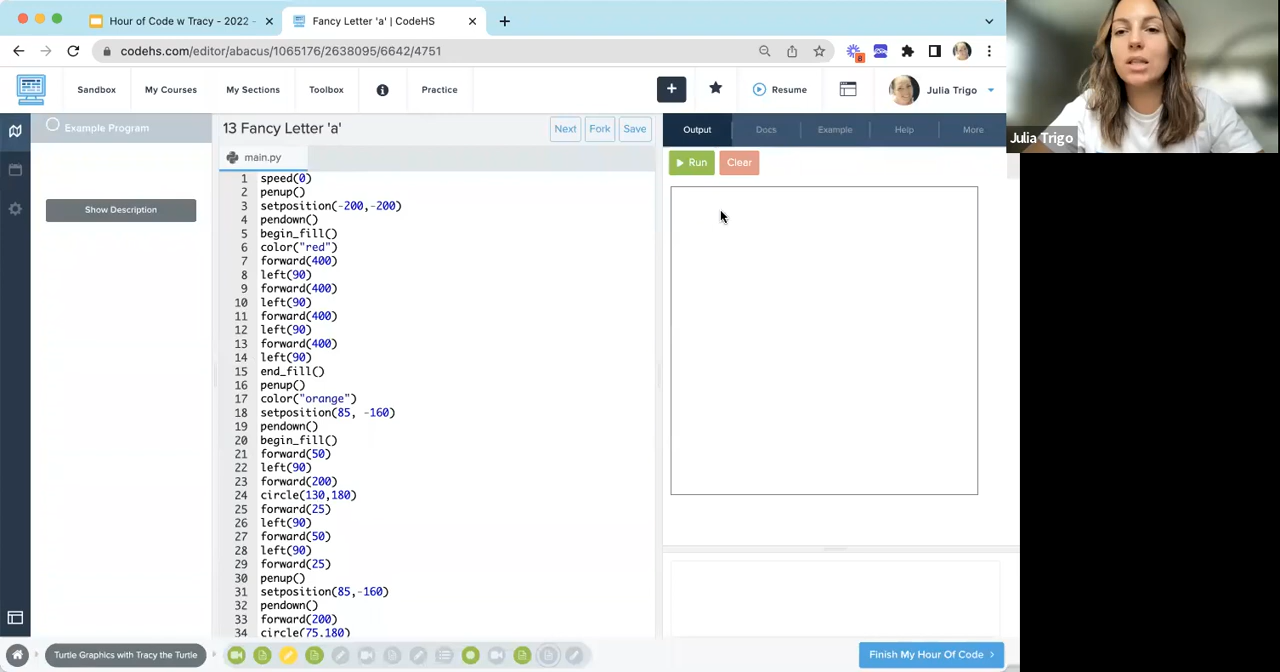 Hour of Code w Tracy - 2022 -
Fancy Letter 'a' | CodeHS
codehs.com/editor/abacus/1065176/2638095/6642/4751
8
Sandbox
My Courses
My Sections
Toolbox
Practice
Resume
Julia Trigo
Julia Trigo
Example Program
Show Description
13 Fancy Letter 'a'
Next
Fork
Save
main.py
1 speed(0)
2 penup()
3 setposition(-200,-200)
4 pendown()
5 begin_fill()
6 color("red")
7 forward(400)
8 left(90)
9 forward(400)
10 left(90)
11 forward(400)
12 left(90)
13 forward(400)
14 left(90)
15 end_fill()
16 penup()
17 color("orange")
18 setposition(85, -160)
19 pendown()
20 begin_fill()
21 forward(50)
22 left(90)
23 forward(200)
24 circle(130,180)
25 forward(25)
26 left(90)
27 forward(50)
28 left(90)
29 forward(25)
30 penup()
31 setposition(85,-160)
32 pendown()
33 forward(200)
34 circle(75,180)
Output
Docs
Example
Help
More
Run
Clear
Turtle Graphics with Tracy the Turtle
Finish My Hour Of Code